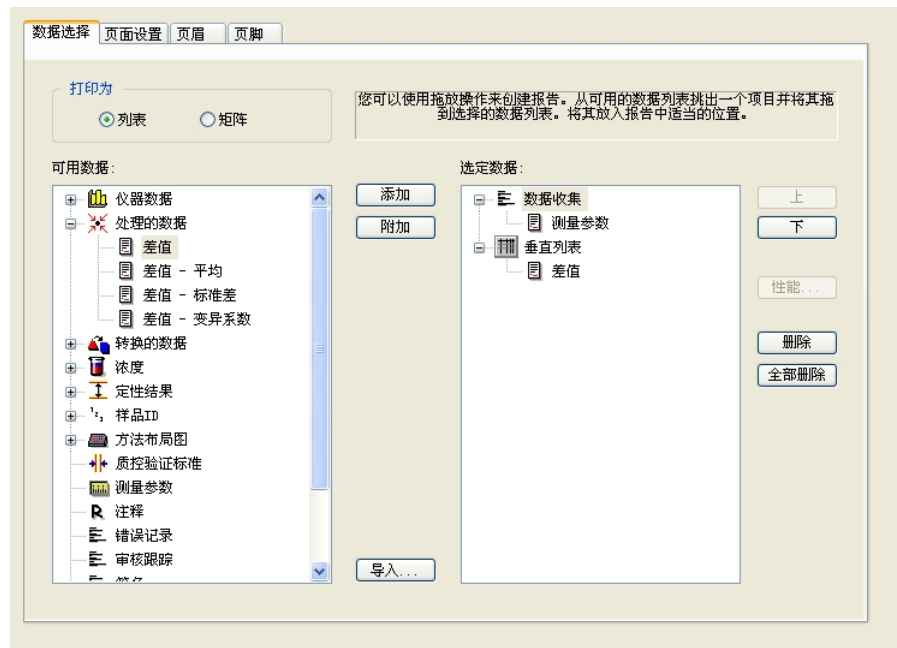 数据选择 页面设置 页眉 页脚
打印为
列表 矩阵
您可以使用拖放操作来创建报告。从可用的数据列表挑出一个项目并将其拖
到选择的数据列表。将其放入报告中适当的位置。
可用数据:
仪器数据
处理的数据
差值
差值 - 平均
差值 - 标准差
差值 - 变异系数
转换的数据
浓度
定性结果
样品ID
方法布局图
质控验证标准
测量参数
注释
错误记录
审核跟踪
添加
附加
导入...
选定数据:
数据收集
测量参数
垂直列表
差值
上
下
性能...
删除
全部删除